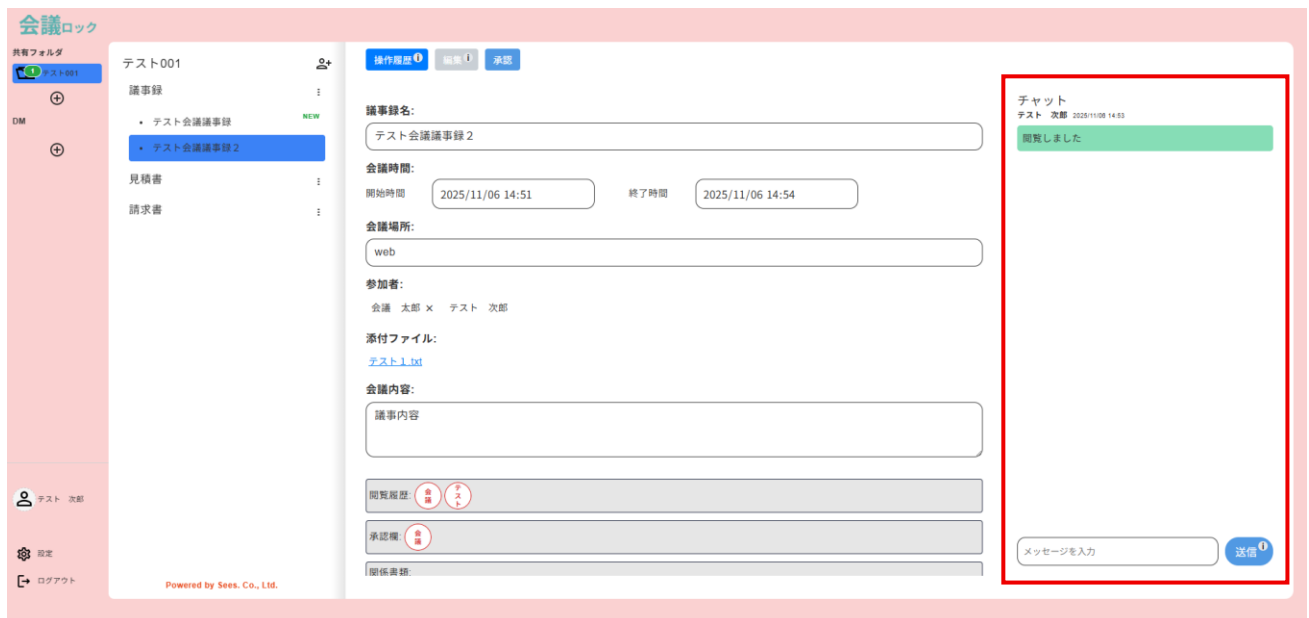 会議ロック
共有フォルダ
1 テスト001
DM
テスト 次郎
設定
ログアウト
テスト001
議事録
• テスト会議議事録 NEW
• テスト会議議事録２
見積書
請求書
Powered by Sees. Co., Ltd.
操作履歴 編集 承認
議事録名:
テスト会議議事録２
会議時間:
開始時間 2025/11/06 14:51 終了時間 2025/11/06 14:54
会議場所:
web
参加者:
会議 太郎 × テスト 次郎
添付ファイル:
テスト１.txt
会議内容:
議事内容
閲覧履歴: 会議 テスト
承認欄: 会議
関係書類:
チャット
テスト 次郎 2025/11/06 14:53
閲覧しました
メッセージを入力 送信